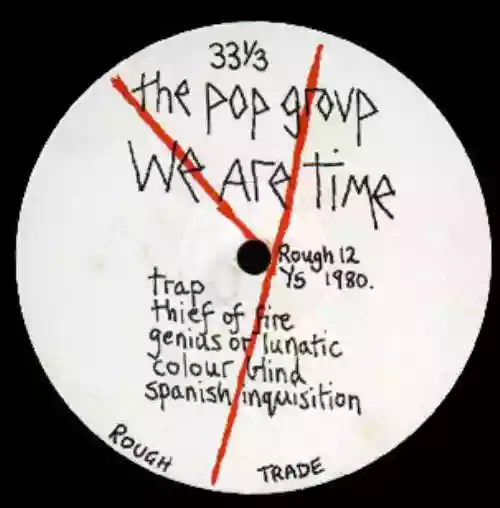 33⅓
the pop group
We Are time
Rough 12
Y5 1980.
trap
thief of fire
genius or lunatic
colour blind
spanish inquisition
ROUGH TRADE